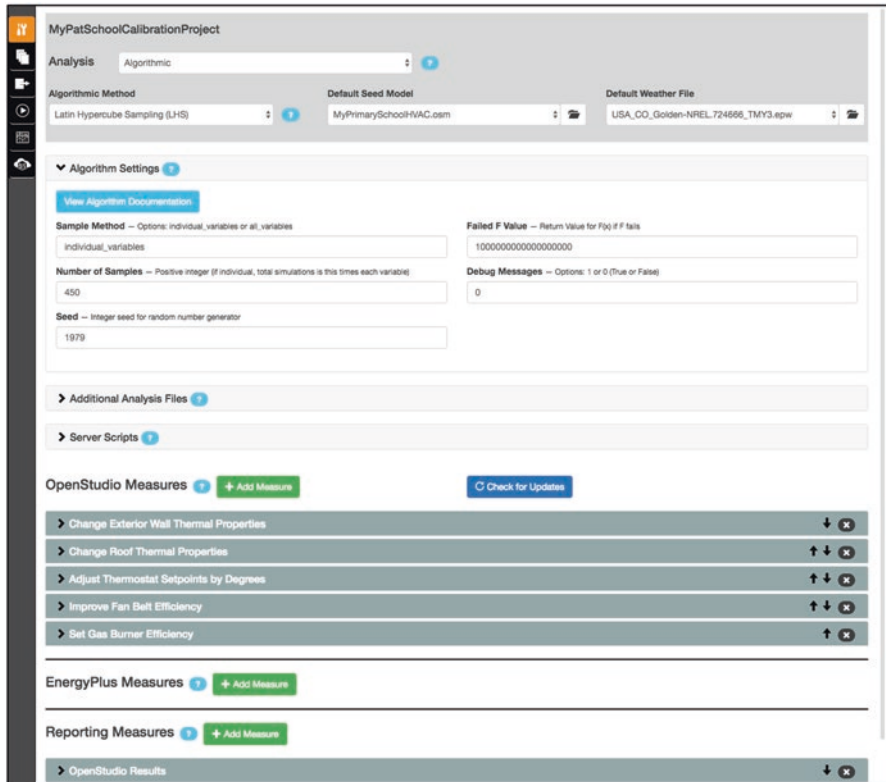 MyPatSchoolCalibrationProject
Analysis Algorithmic ?
Algorithmic Method Default Seed Model Default Weather File
Latin Hypercube Sampling (LHS) ? MyPrimarySchoolHVAC.osm USA_CO_Golden-NREL.724666_TMY3.epw
Algorithm Settings ?
View Algorithm Documentation
Sample Method — Options: individual_variables or all_variables Failed F Value — Return Value for F(x) if F fails
individual_variables 1000000000000000000
Number of Samples — Positive integer (if individual, total simulations is this times each variable) Debug Messages — Options: 1 or 0 (True or False)
450 0
Seed — Integer seed for random number generator
1979
Additional Analysis Files ?
Server Scripts ?
OpenStudio Measures ? + Add Measure Check for Updates
Change Exterior Wall Thermal Properties
Change Roof Thermal Properties
Adjust Thermostat Setpoints by Degrees
Improve Fan Belt Efficiency
Set Gas Burner Efficiency
EnergyPlus Measures ? + Add Measure
Reporting Measures ? + Add Measure
OpenStudio Results